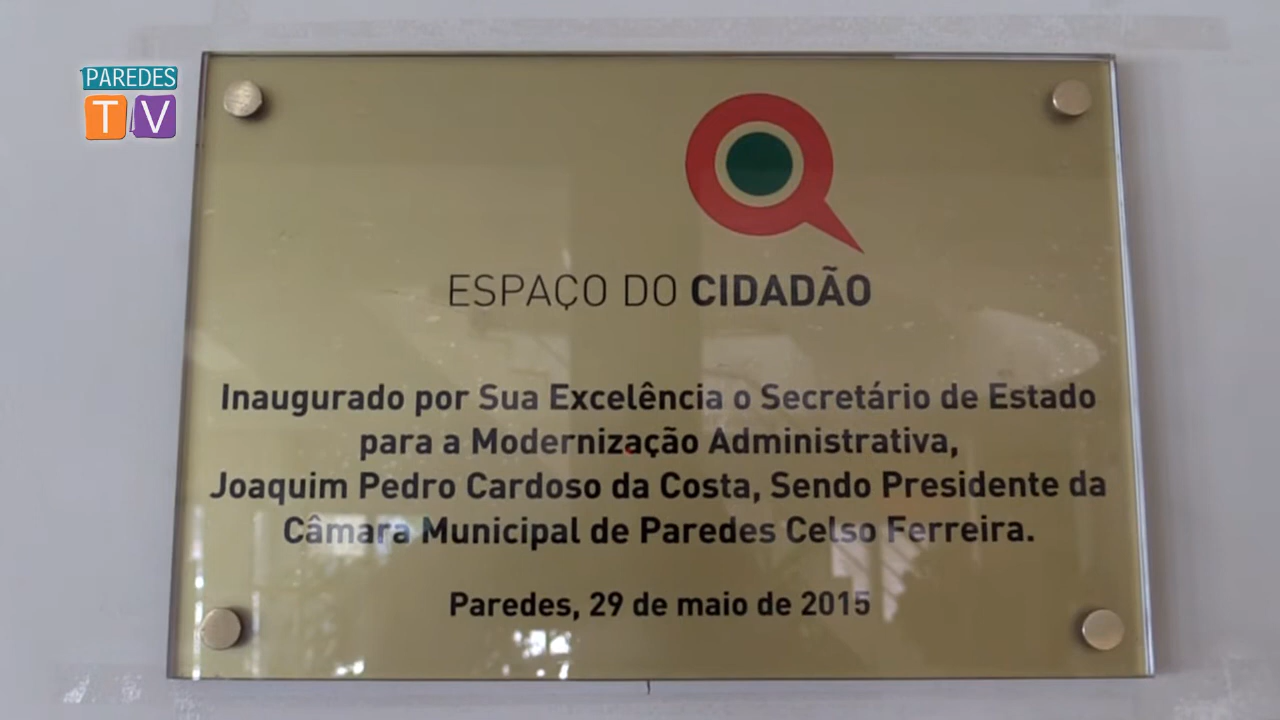 PAREDES
TV
ESPAÇO DO CIDADÃO
Inaugurado por Sua Excelência o Secretário de Estado
para a Modernização Administrativa,
Joaquim Pedro Cardoso da Costa, Sendo Presidente da
Câmara Municipal de Paredes Celso Ferreira.
Paredes, 29 de maio de 2015